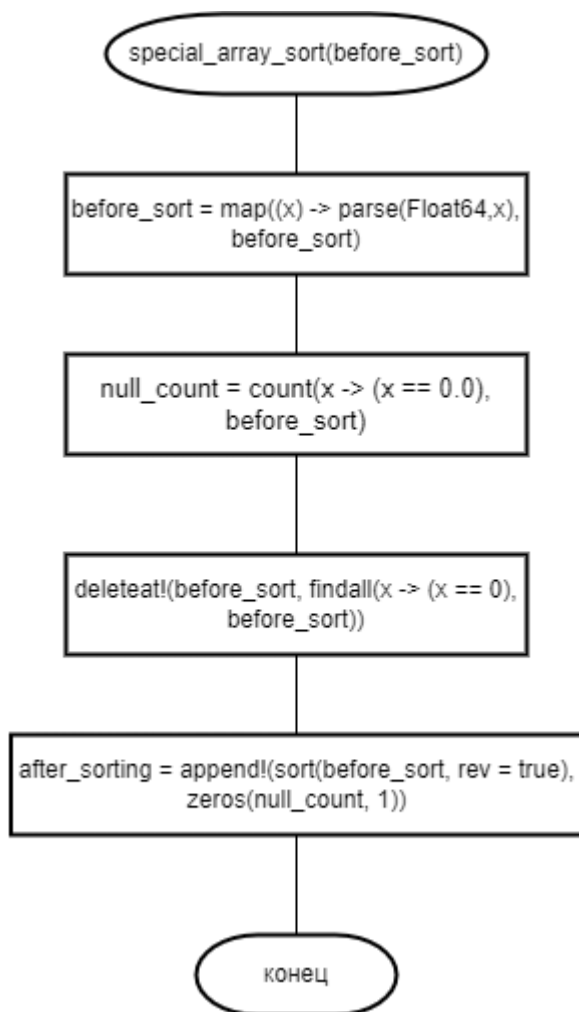 special_array_sort(before_sort)
before_sort = map((x) -> parse(Float64,x),
before_sort)
null_count = count(x -> (x == 0.0),
before_sort)
deleteat!(before_sort, findall(x -> (x == 0),
before_sort))
after_sorting = append!(sort(before_sort, rev = true),
zeros(null_count, 1))
конец